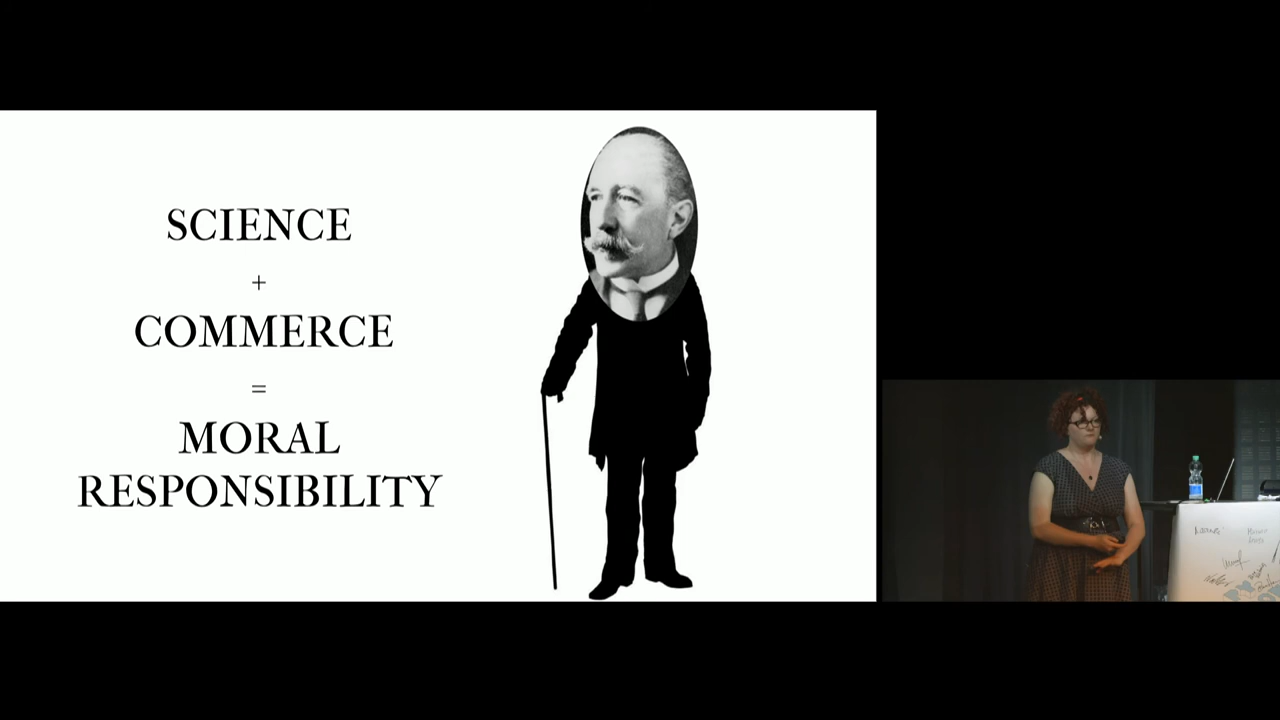 SCIENCE
+
COMMERCE
=
MORAL
RESPONSIBILITY